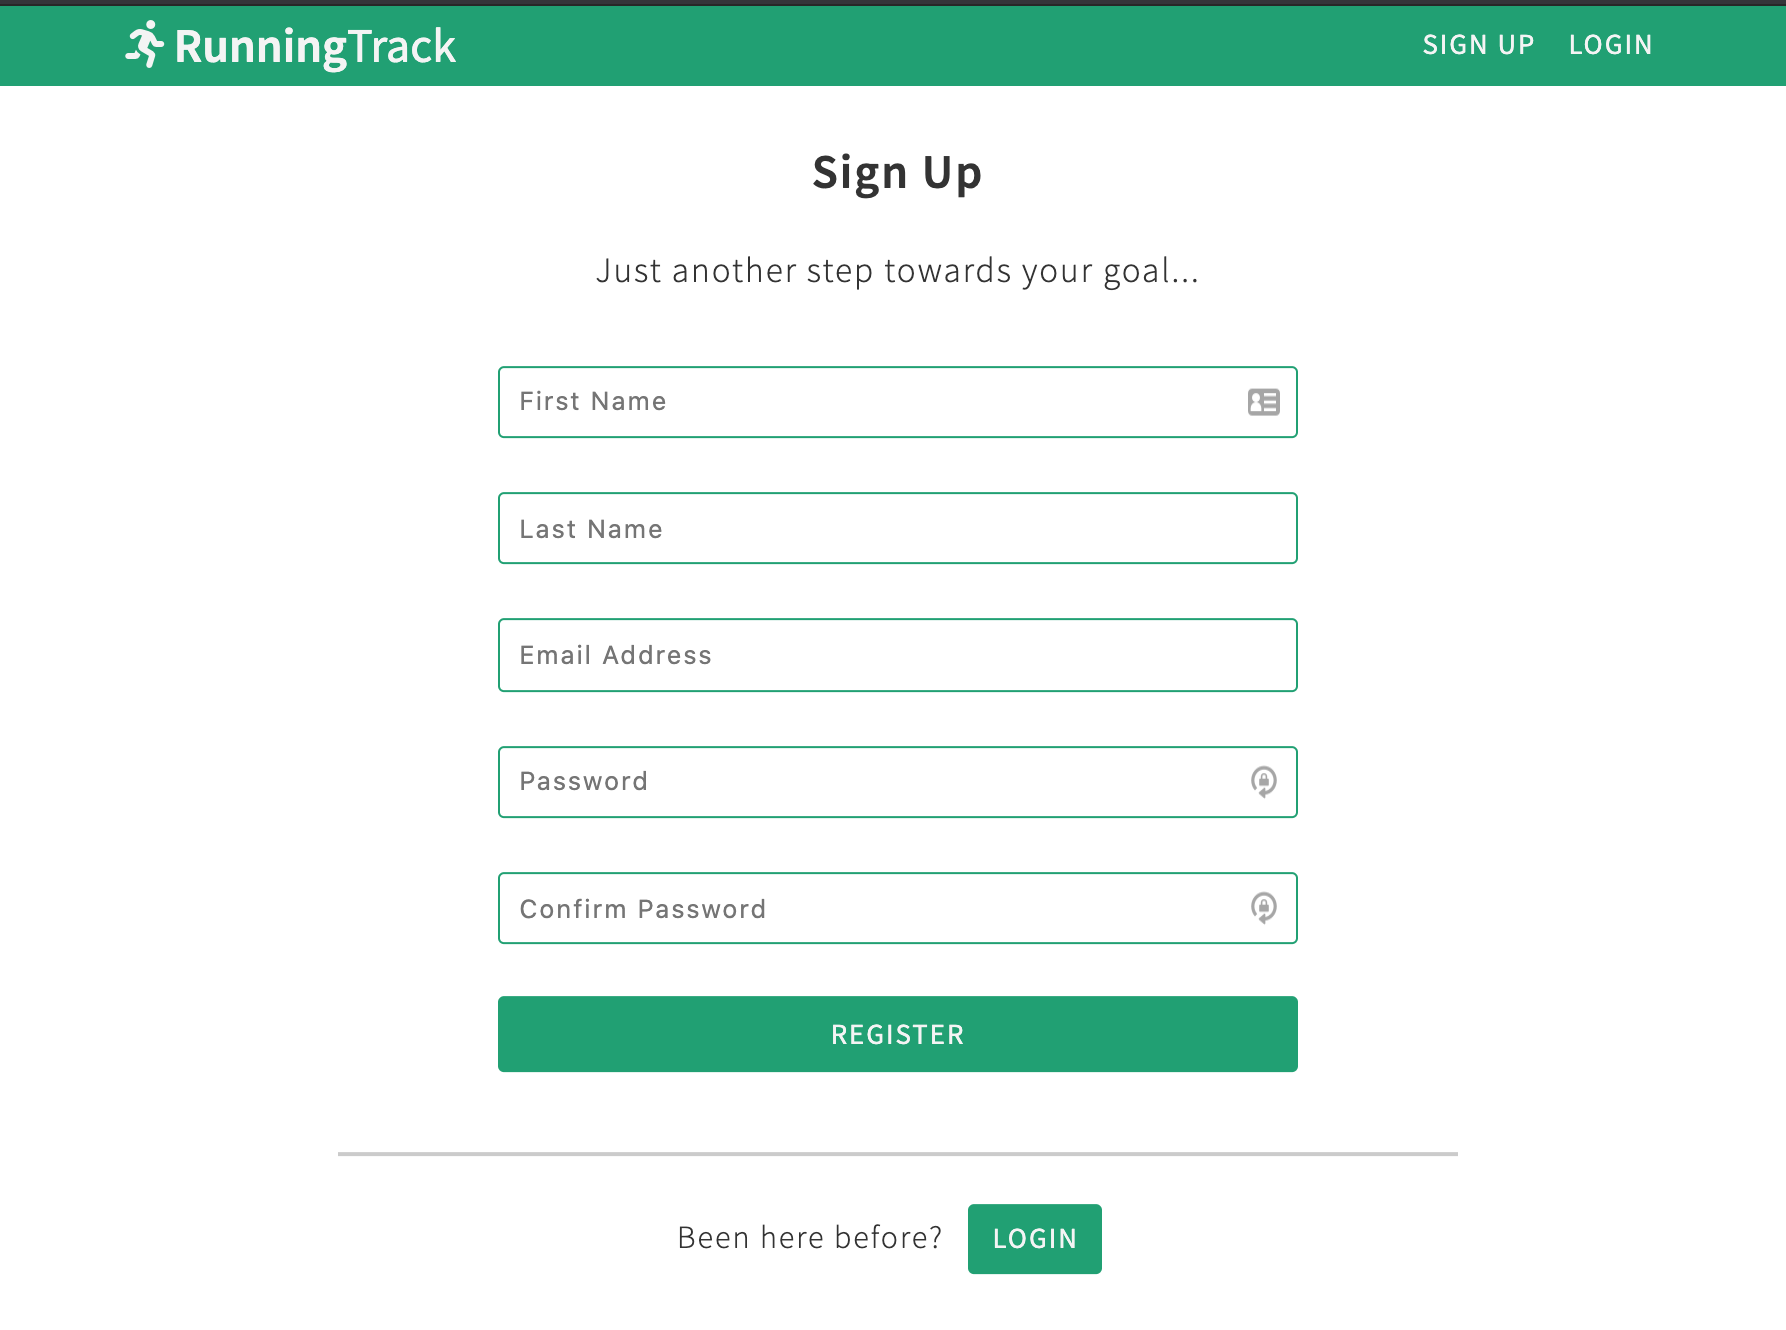 RunningTrack
SIGN UP LOGIN
Sign Up
Just another step towards your goal...
First Name
Last Name
Email Address
Password
Confirm Password
REGISTER
Been here before? LOGIN